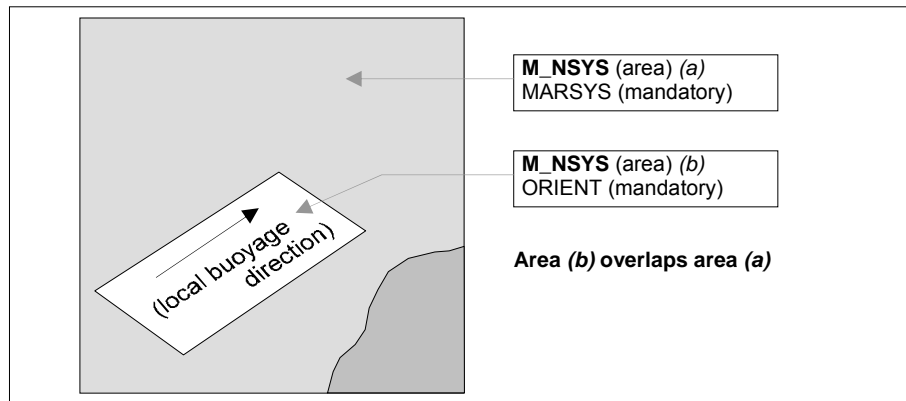 M_NSYS (area) (a)
MARSYS (mandatory)
M_NSYS (area) (b)
ORIENT (mandatory)
(local buoyage
direction)
Area (b) overlaps area (a)